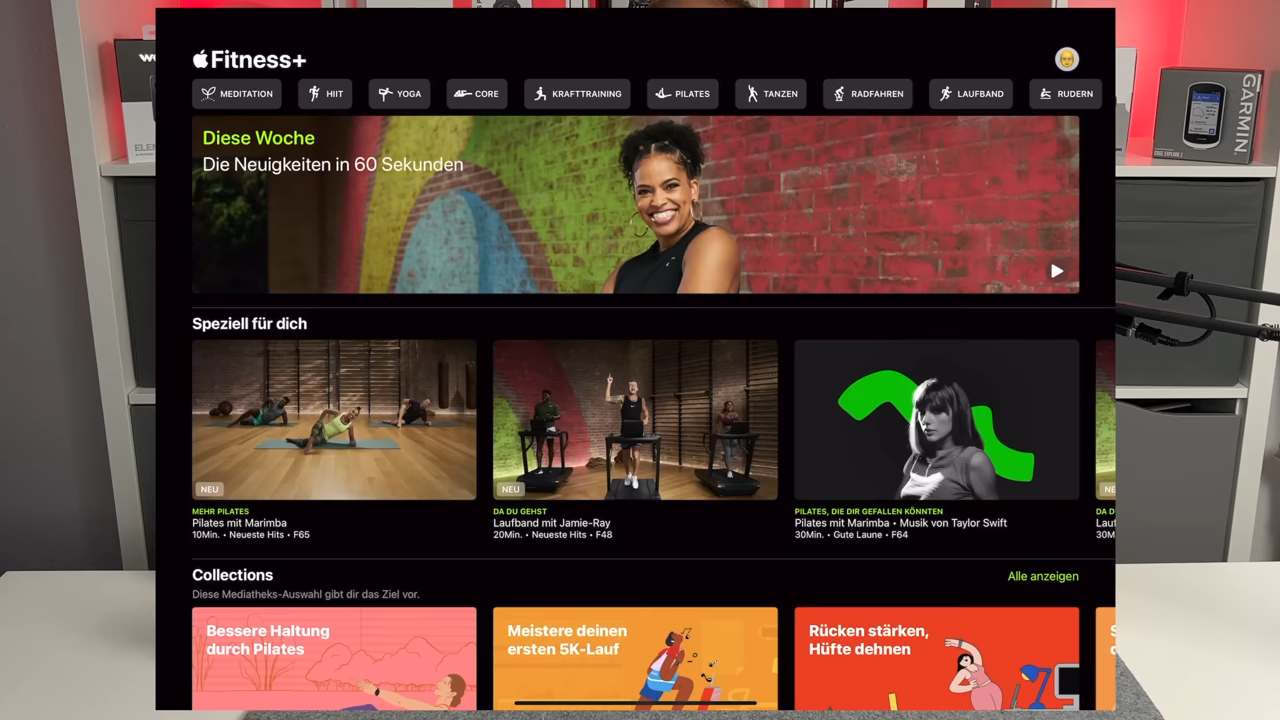 Fitness+
MEDITATION
HIIT
YOGA
CORE
KRAFTTRAINING
PILATES
TANZEN
RADFAHREN
LAUFBAND
RUDERN
GARMIN
Diese Woche
Die Neuigkeiten in 60 Sekunden
Speziell für dich
NEU
NEU
MEHR PILATES
Pilates mit Marimba
10Min. • Neueste Hits • F65
DA DU GEHST
Laufband mit Jamie-Ray
20Min. • Neueste Hits • F48
PILATES, DIE DIR GEFALLEN KÖNNTEN
Pilates mit Marimba • Musik von Taylor Swift
30Min. • Gute Laune • F64
Collections
Alle anzeigen
Diese Mediatheks-Auswahl gibt dir das Ziel vor.
Bessere Haltung
durch Pilates
Meistere deinen
ersten 5K-Lauf
Rücken stärken,
Hüfte dehnen